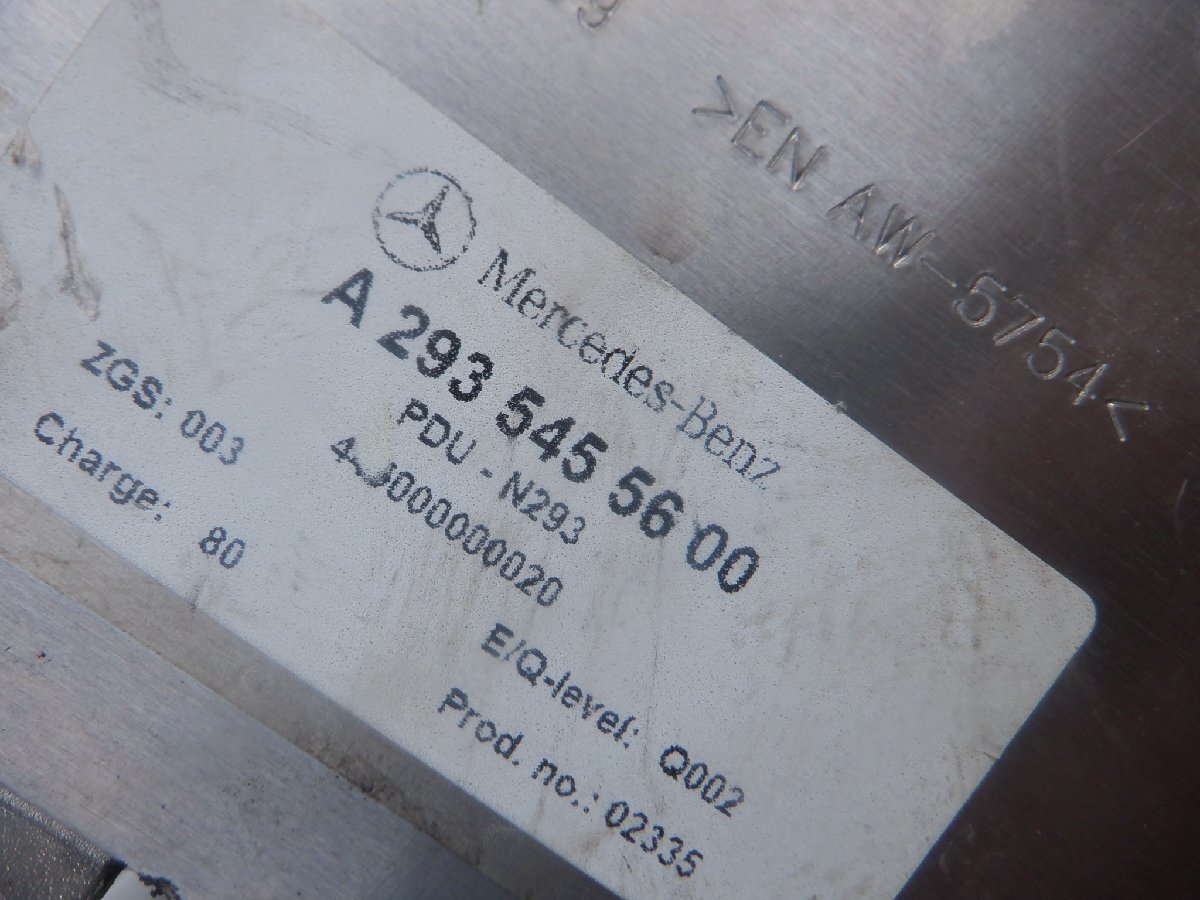 >EN AW-5754<
Mercedes-Benz
A 293 545 56 00
PDU - N293
ZGS: 003
Charge: 80
E/Q-level: Q002
Prod. no.: 02335